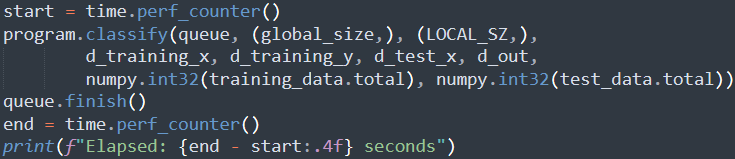 start = time.perf_counter()
program.classify(queue, (global_size,), (LOCAL_SZ,),
        d_training_x, d_training_y, d_test_x, d_out,
        numpy.int32(training_data.total), numpy.int32(test_data.total))
queue.finish()
end = time.perf_counter()
print(f"Elapsed: {end - start:.4f} seconds")